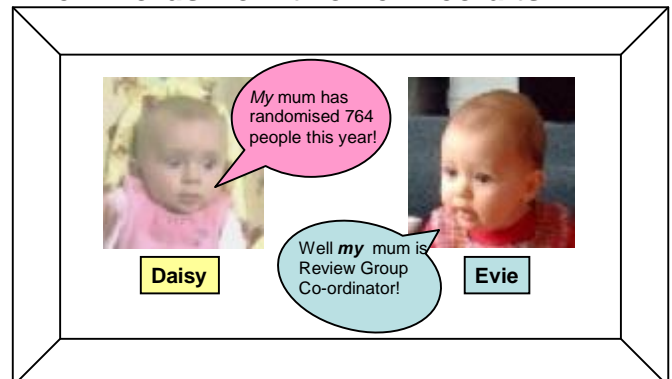 My mum has
randomised 764
people this year!
Well my mum is
Review Group
Co-ordinator!
Daisy
Evie